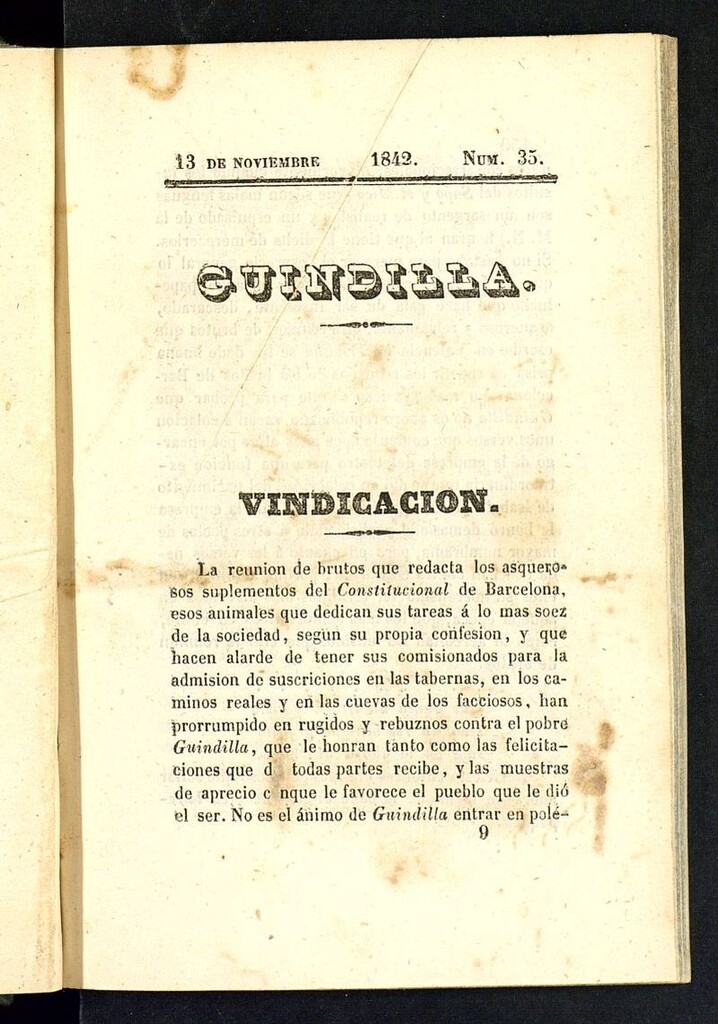 13 DE NOVIEMBRE 1842. NUM. 35.
GUINDILLA.
VINDICACION.
La reunion de brutos que redacta los asquero-
sos suplementos del Constitucional de Barcelona,
esos animales que dedican sus tareas á lo mas soez
de la sociedad, segun su propia confesion, y que
hacen alarde de tener sus comisionados para la
admision de suscriciones en las tabernas, en los ca-
minos reales y en las cuevas de los facciosos, han
prorrumpido en rugidos y rebuznos contra el pobre
Guindilla, que le honran tanto como las felicita-
ciones que d todas partes recibe, y las muestras
de aprecio c nque le favorece el pueblo que le dió
el ser. No es el ánimo de Guindilla entrar en polé-
9